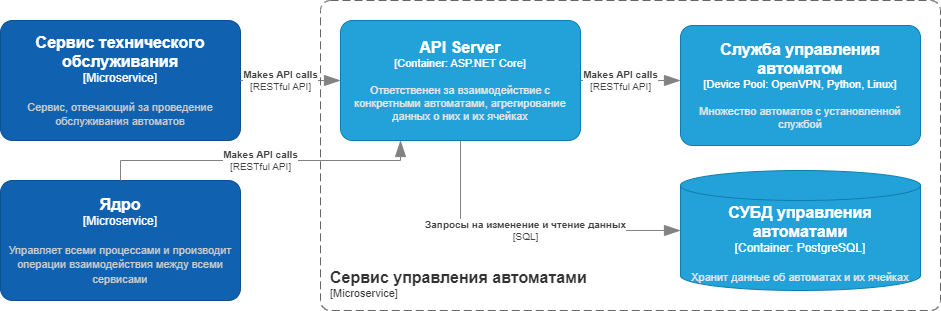 Сервис технического
обслуживания
[Microservice]
Сервис, отвечающий за проведение
обслуживания автоматов
Makes API calls
[RESTful API]
API Server
[Container: ASP.NET Core]
Ответственен за взаимодействие с
конкретными автоматами, агрегирование
данных о них и их ячейках
Makes API calls
[RESTful API]
Служба управления
автоматом
[Device Pool: OpenVPN, Python, Linux]
Множество автоматов с установленной
службой
Makes API calls
[RESTful API]
Ядро
[Microservice]
Управляет всеми процессами и производит
операции взаимодействия между всеми
сервисами
Запросы на изменение и чтение данных
[SQL]
СУБД управления
автоматами
[Container: PostgreSQL]
Хранит данные об автоматах и их ячейках
Сервис управления автоматами
[Microservice]